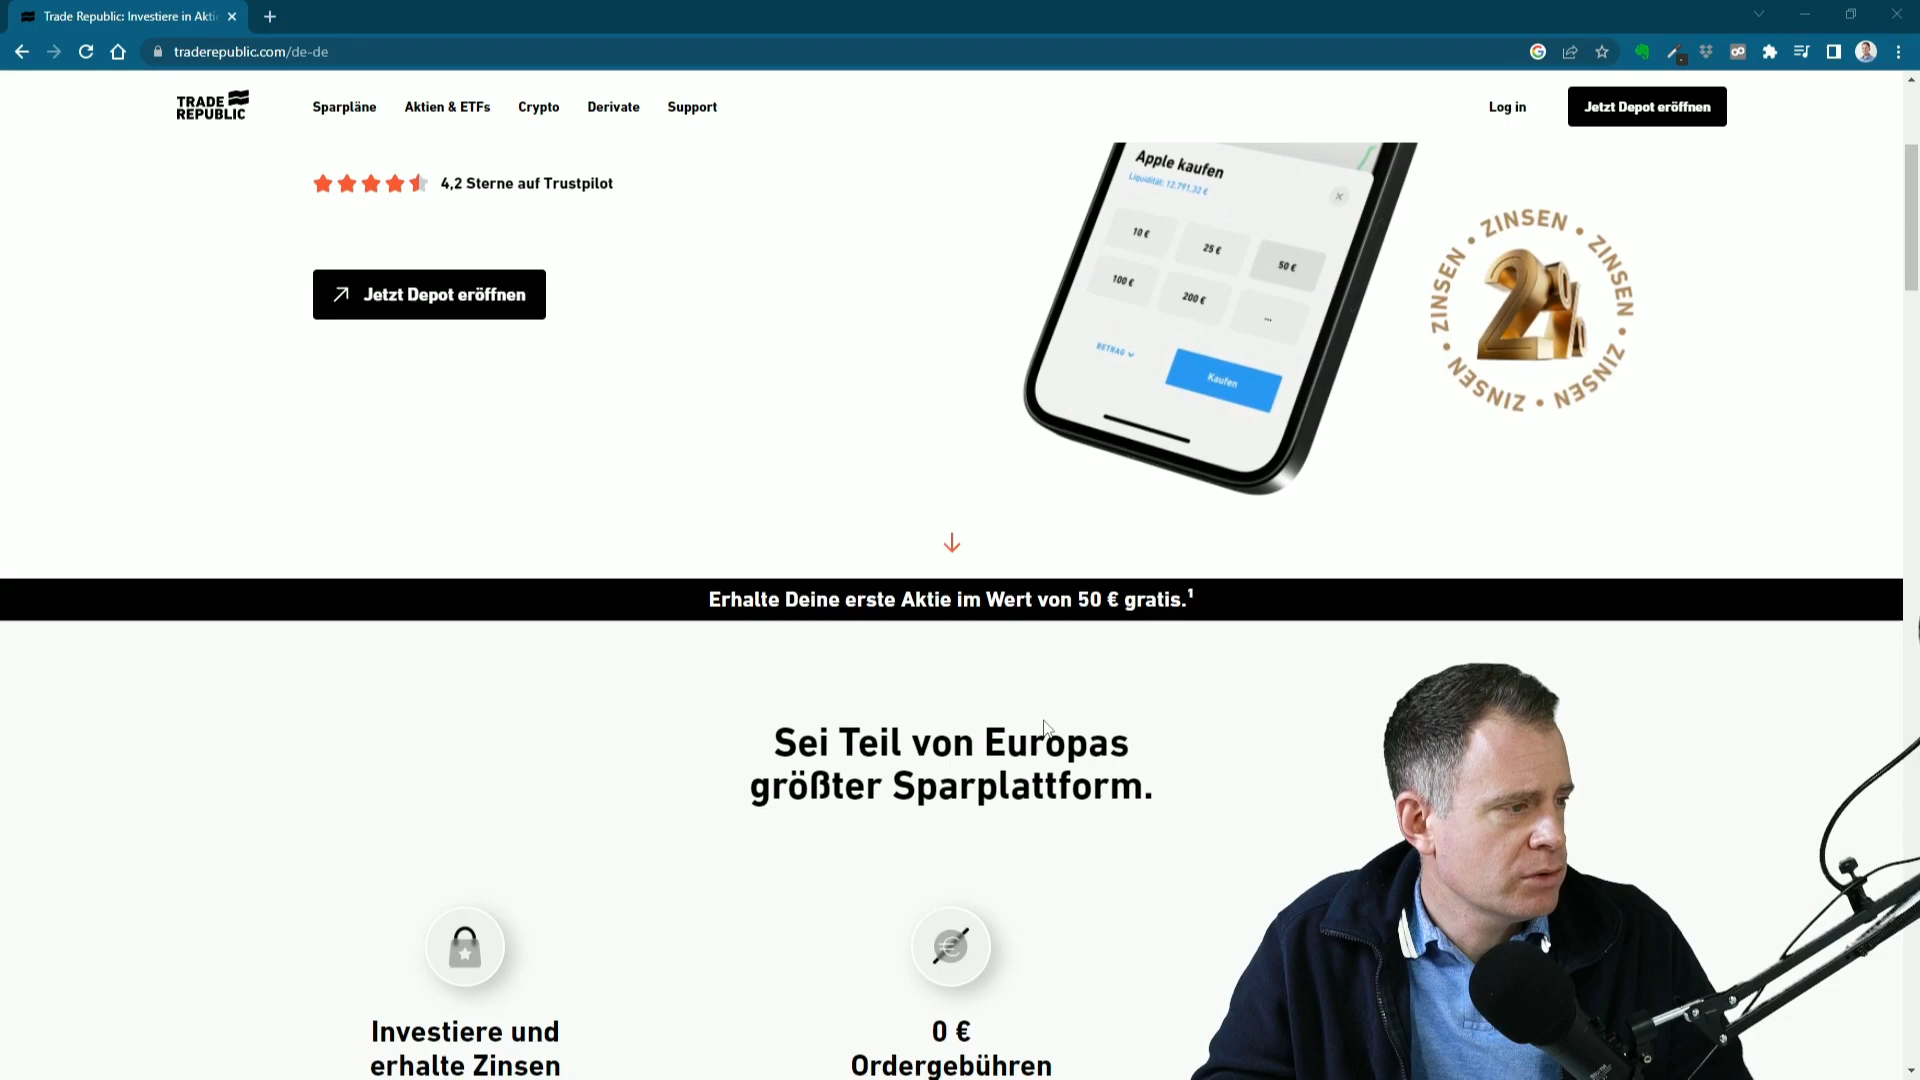 Trade Republic: Investiere in Akti
traderepublic.com/de-de
TRADE
REPUBLIC
Sparpläne
Aktien & ETFs
Crypto
Derivate
Support
Log in
Jetzt Depot eröffnen
4,2 Sterne auf Trustpilot
Jetzt Depot eröffnen
Apple kaufen
Liquidität: 12.791.32 €
10 €
25 €
50 €
100 €
200 €
...
BETRAG
Kaufen
ZINSEN • ZINSEN • ZINSEN • ZINSEN • ZINSEN •
2%
Erhalte Deine erste Aktie im Wert von 50 € gratis.¹
Sei Teil von Europas
größter Sparplattform.
Investiere und
erhalte Zinsen
0 €
Ordergebühren